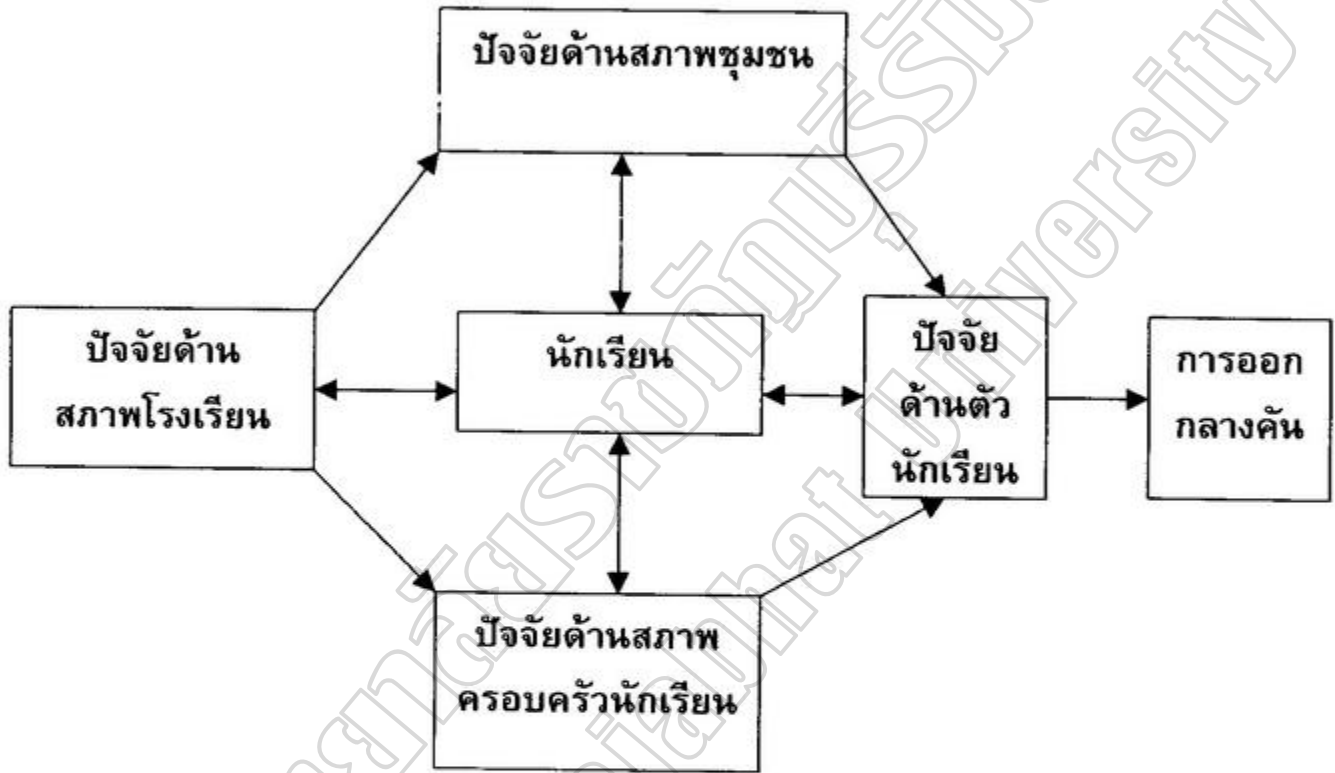 ปัจจัยด้านสภาพชุมชน
ปัจจัยด้าน
สภาพโรงเรียน
นักเรียน
ปัจจัย
ด้านตัว
นักเรียน
การออก
กลางคัน
ปัจจัยด้านสภาพ
ครอบครัวนักเรียน
University